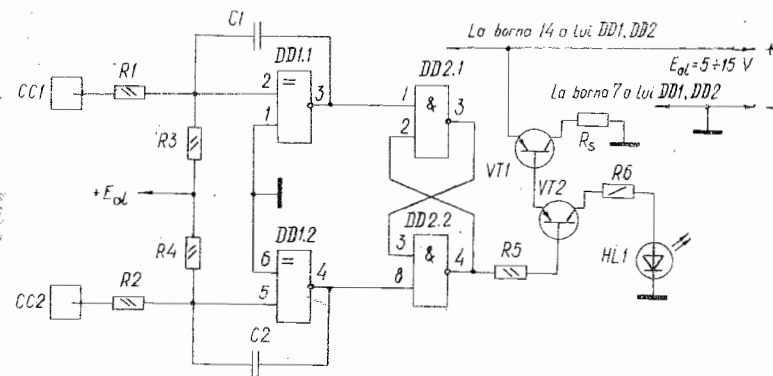 C1
DD1.1
La borna 14 a lui DD1, DD2
+
DD2.1
E_al = 5÷15 V
CC1
R1
2
=
3
1
&
3
La borna 7 a lui DD1, DD2
-
1
2
R3
VT1
R_s
+E_al
VT2
R6
DD1.2
DD2.2
R4
6
=
4
3
&
4
R5
HL1
CC2
R2
5
8
C2